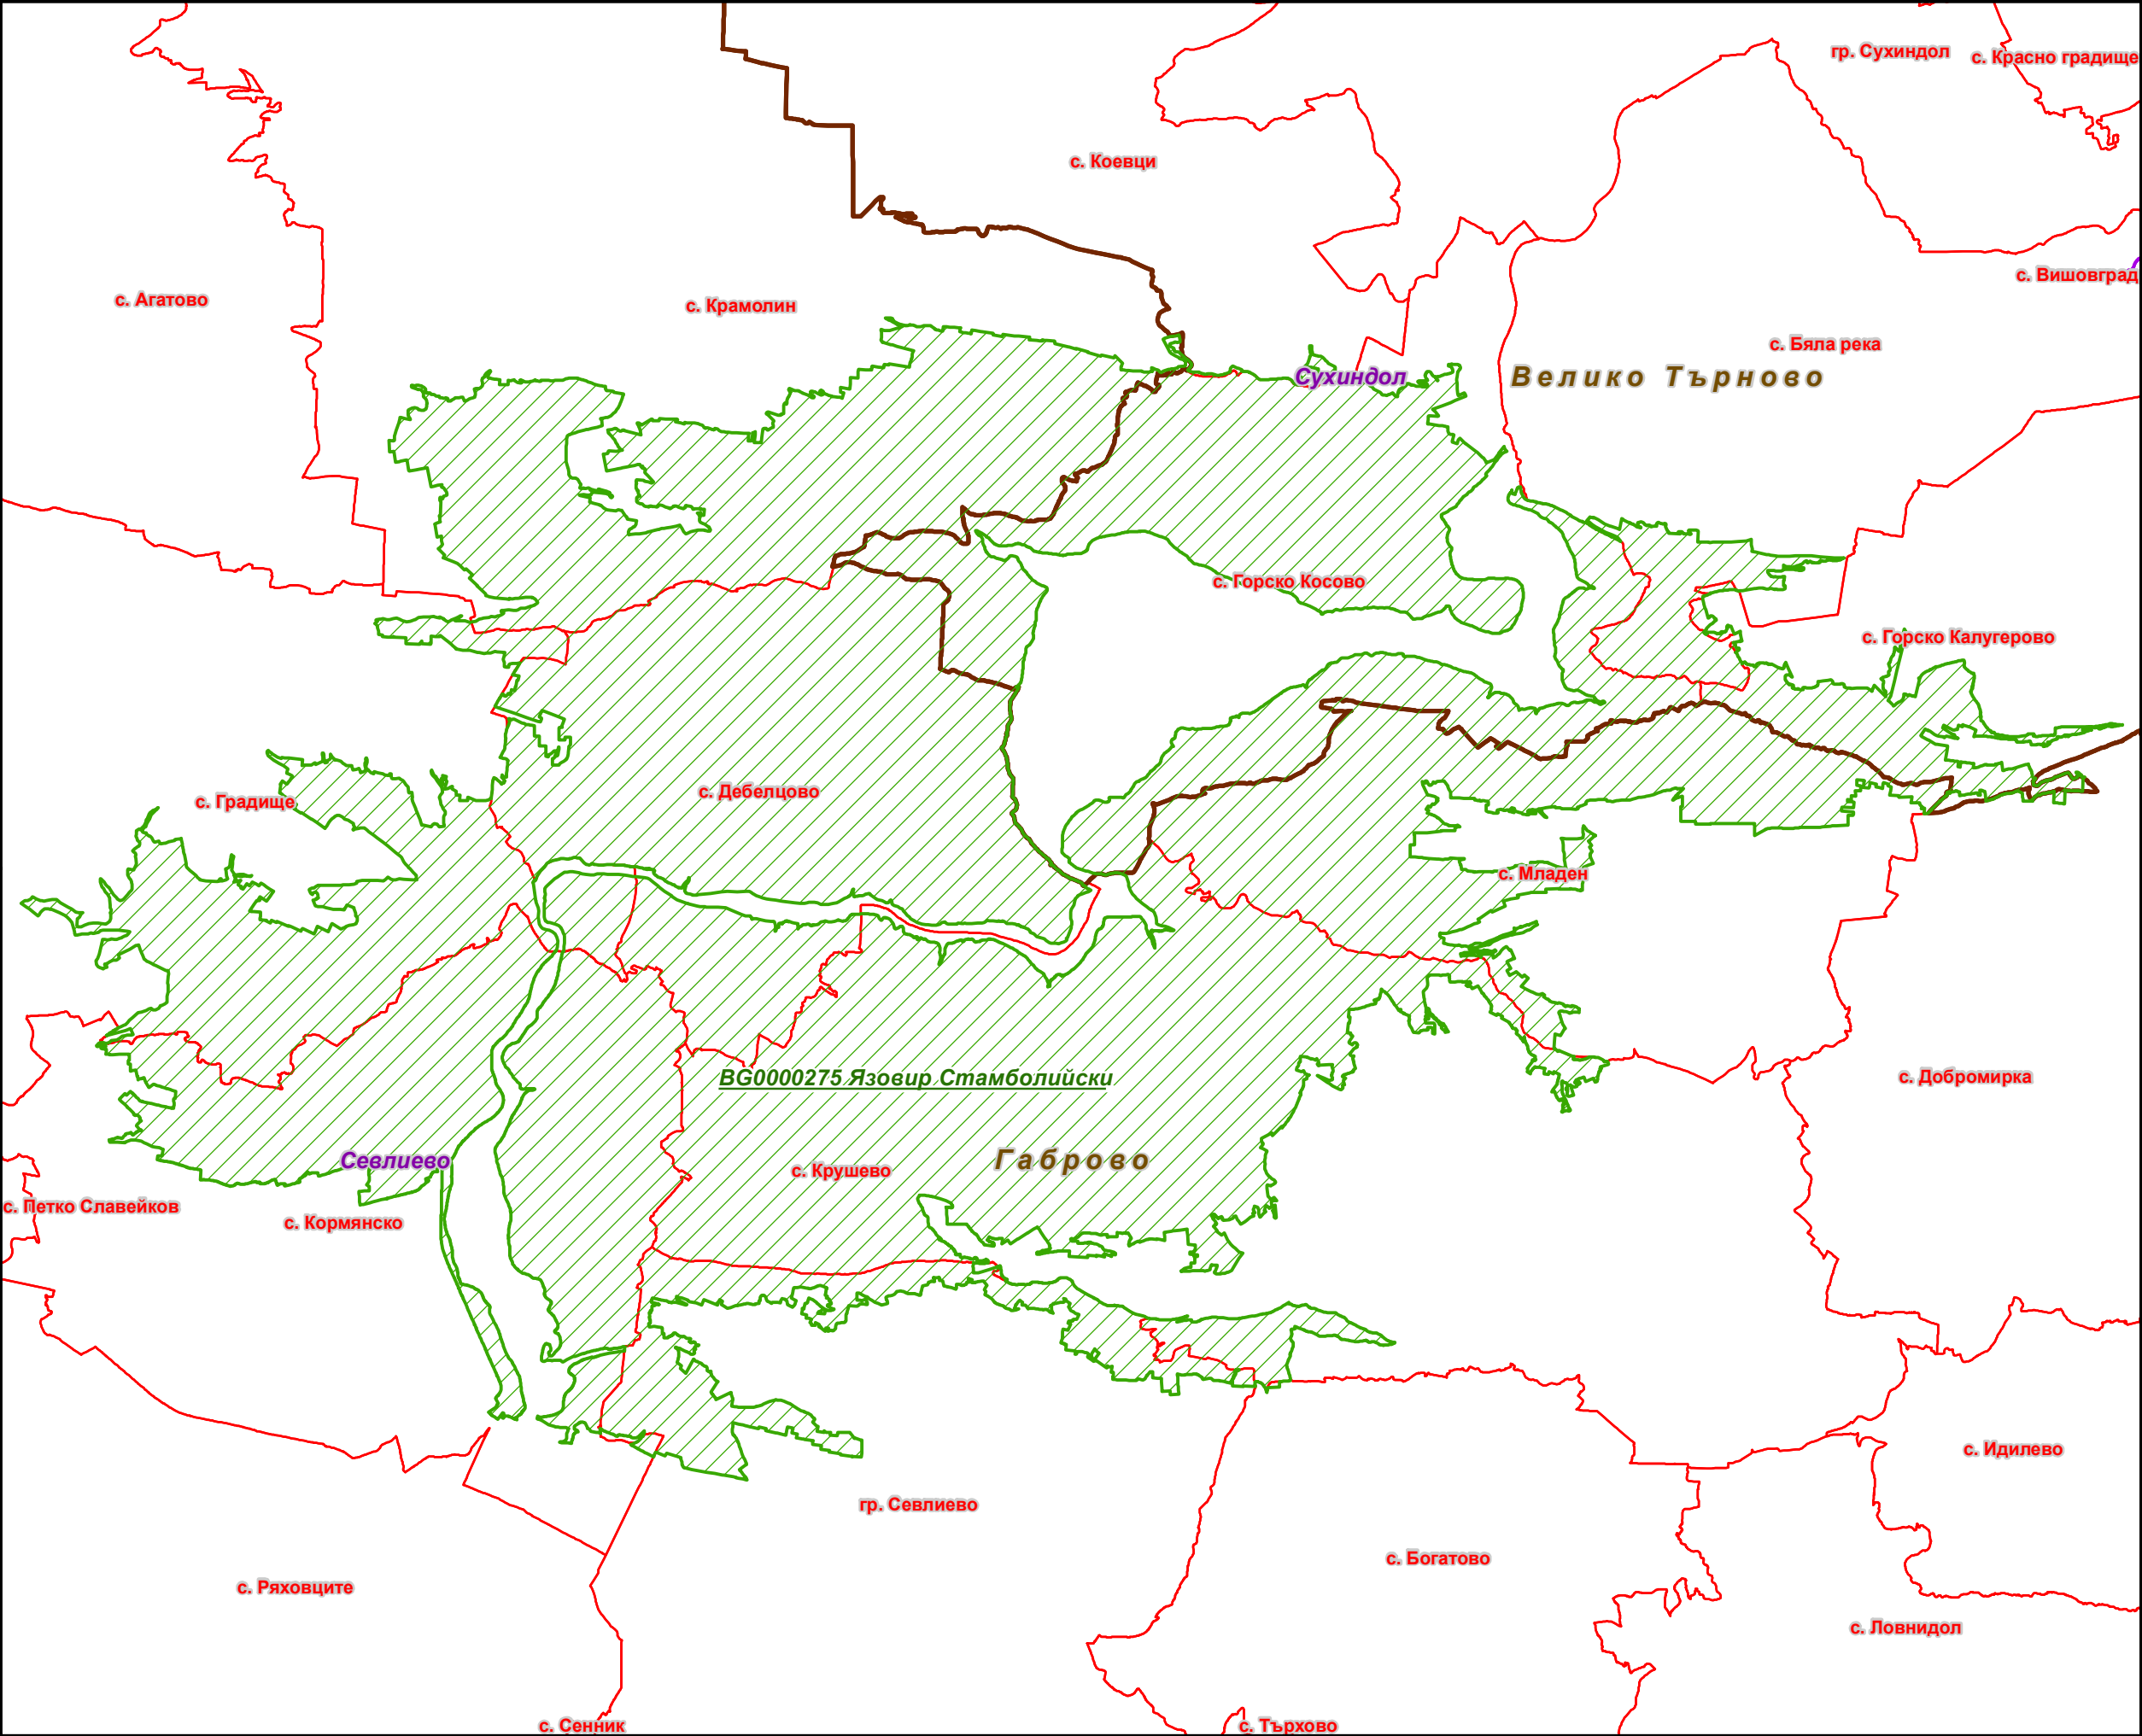 гр. Сухиндол
с. Красно градище
с. Коевци
с. Вишовград
с. Агатово
с. Крамолин
с. Бяла река
Сухиндол
Велико Търново
с. Горско Косово
с. Горско Калугерово
с. Дебелцово
с. Градище
с. Младен
BG0000275 Язовир Стамболийски
с. Добромирка
Севлиево
Габрово
с. Крушево
с. Петко Славейков
с. Кормянско
с. Идилево
гр. Севлиево
с. Богатово
с. Ряховците
с. Ловнидол
с. Сенник
с. Търхово